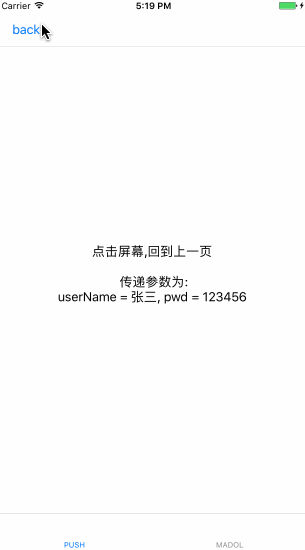 Carrier 5:19 PM
back
点击屏幕,回到上一页
传递参数为:
userName = 张三, pwd = 123456
PUSH MADOL